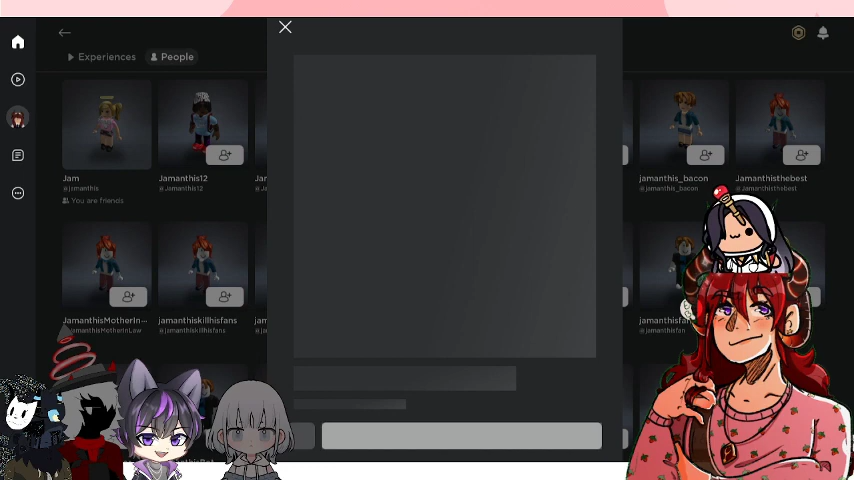 Experiences
People
Jam
@jamanthis
You are friends
Jamanthis12
@Jamanthis12
jamanthis_bacon
@jamanthis_bacon
Jamanthisthebest
@Jamanthisthebest
JamanthisMotherIn...
@JamanthisMotherInLaw
jamanthiskillhisfans
@jamanthiskillhisfans